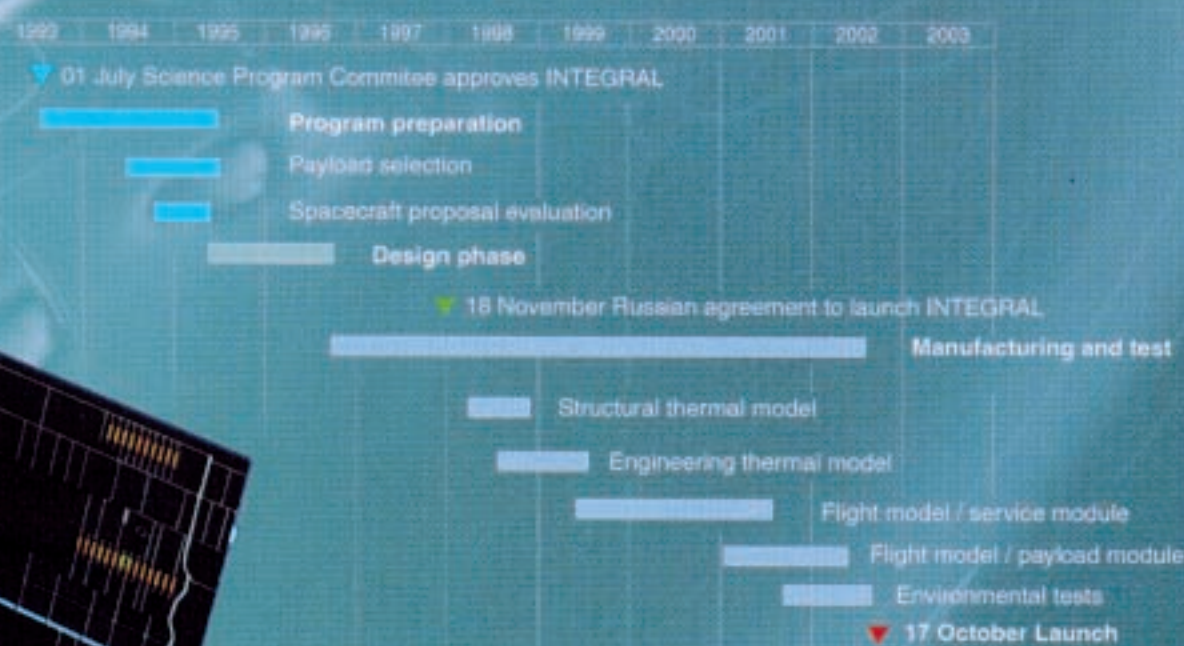 1993 1994 1995 1996 1997 1998 1999 2000 2001 2002 2003
01 July Science Program Commitee approves INTEGRAL
Program preparation
Payload selection
Spacecraft proposal evaluation
Design phase
18 November Russian agreement to launch INTEGRAL
Manufacturing and test
Structural thermal model
Engineering thermal model
Flight model / service module
Flight model / payload module
Environmental tests
17 October Launch